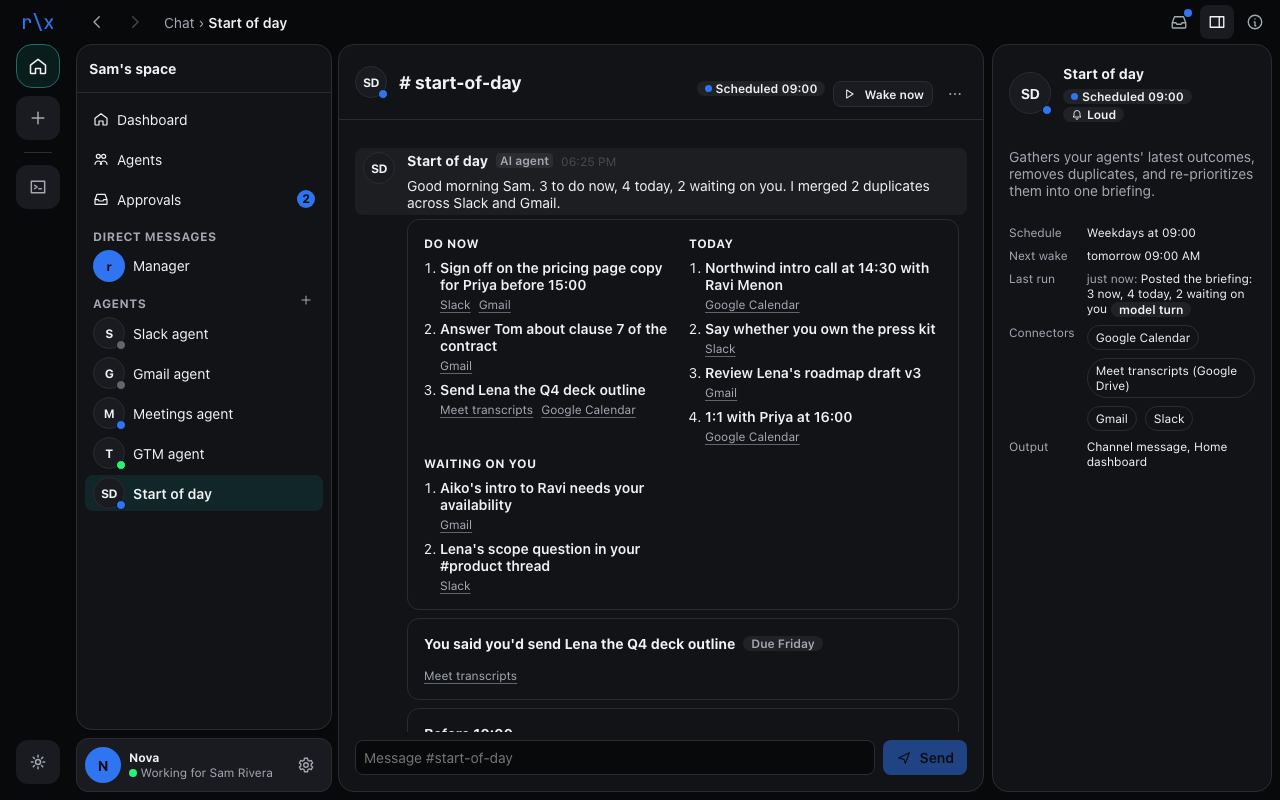 r\x
Chat › Start of day
Sam's space
Dashboard
Agents
Approvals 2
DIRECT MESSAGES
r Manager
AGENTS
S Slack agent
G Gmail agent
M Meetings agent
T GTM agent
SD Start of day
N Nova
Working for Sam Rivera
SD # start-of-day
Scheduled 09:00
Wake now
SD Start of day AI agent 06:25 PM
Good morning Sam. 3 to do now, 4 today, 2 waiting on you. I merged 2 duplicates
across Slack and Gmail.
DO NOW
1. Sign off on the pricing page copy
for Priya before 15:00
Slack Gmail
2. Answer Tom about clause 7 of the
contract
Gmail
3. Send Lena the Q4 deck outline
Meet transcripts Google Calendar
TODAY
1. Northwind intro call at 14:30 with
Ravi Menon
Google Calendar
2. Say whether you own the press kit
Slack
3. Review Lena's roadmap draft v3
Gmail
4. 1:1 with Priya at 16:00
Google Calendar
WAITING ON YOU
1. Aiko's intro to Ravi needs your
availability
Gmail
2. Lena's scope question in your
#product thread
Slack
You said you'd send Lena the Q4 deck outline Due Friday
Meet transcripts
Message #start-of-day
Send
SD Start of day
Scheduled 09:00
Loud
Gathers your agents' latest outcomes,
removes duplicates, and re-prioritizes
them into one briefing.
Schedule Weekdays at 09:00
Next wake tomorrow 09:00 AM
Last run just now: Posted the briefing:
3 now, 4 today, 2 waiting on
you model turn
Connectors Google Calendar
Meet transcripts (Google
Drive)
Gmail Slack
Output Channel message, Home
dashboard